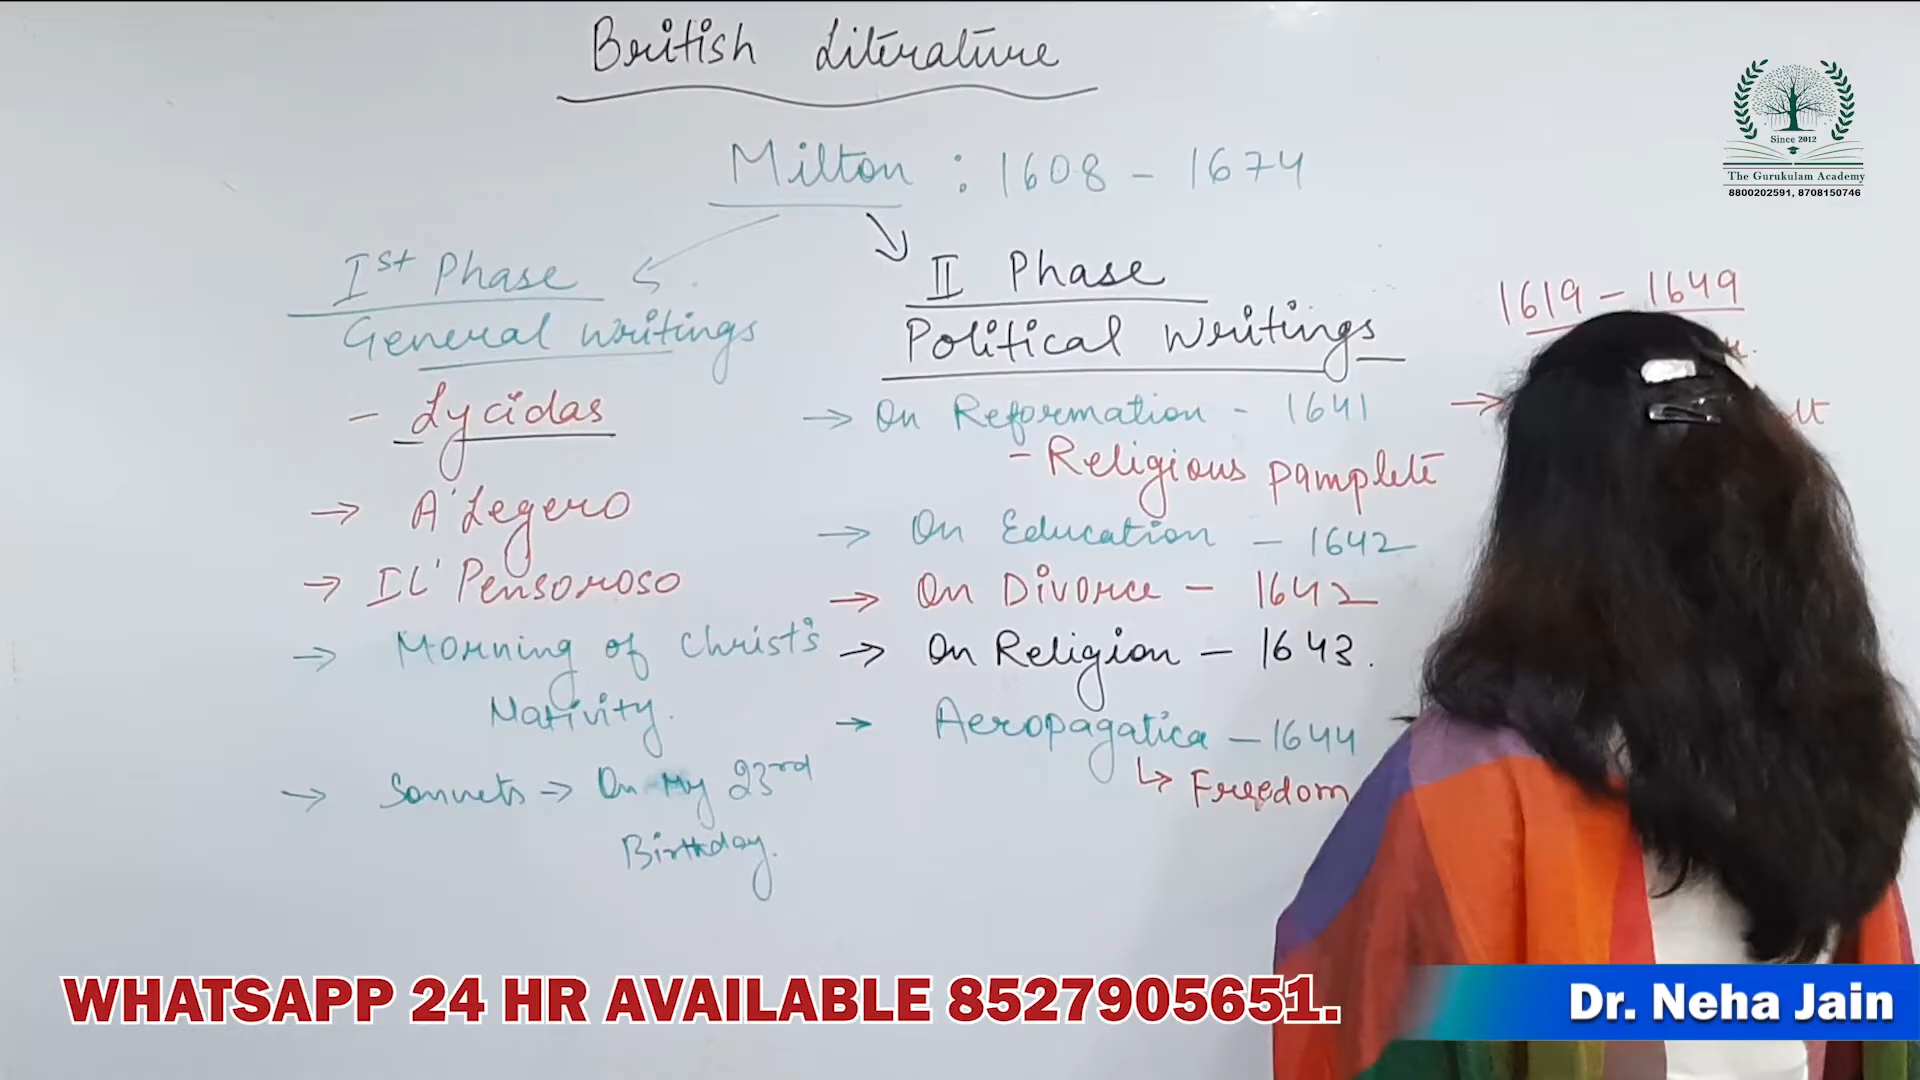 British Literature
Milton : 1608 - 1674
Ist Phase
General Writings
- Lycidas
→ A'Legero
→ IL' Pensoroso
→ Morning of Christ's
Nativity.
→ Sonnets → On My 23rd
Birthday.
II Phase
Political Writings
→ On Reformation - 1641
- Religious pamplete
→ On Education - 1642
→ On Divorce - 1642
→ On Religion - 1643.
→ Aeropagatica - 1644
↳ Freedom
1619 - 1649
Since 2012
The Gurukulam Academy
8800202591, 8708150746
WHATSAPP 24 HR AVAILABLE 8527905651.
Dr. Neha Jain